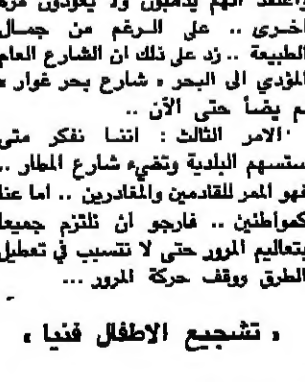 واعتقد انهم يذهبون ولا يعودون مرة
اخرى .. على الرغم من جمال
الطبيعة .. زد على ذلك ان الشارع العام
المؤدي الى البحر « شارع بحر غوار »
لم يضأ حتى الآن ..
الامر الثالث : اننا نفكر متى
ستسهم البلدية وتضيء شارع المطار ..
فهو الممر للقادمين والمغادرين .. اما عنا
كمواطنين .. فارجو ان نلتزم جميعا
بتعاليم المرور حتى لا نتسبب في تعطيل
الطرق ووقف حركة المرور ...
« تشجيع الاطفال فنيا »